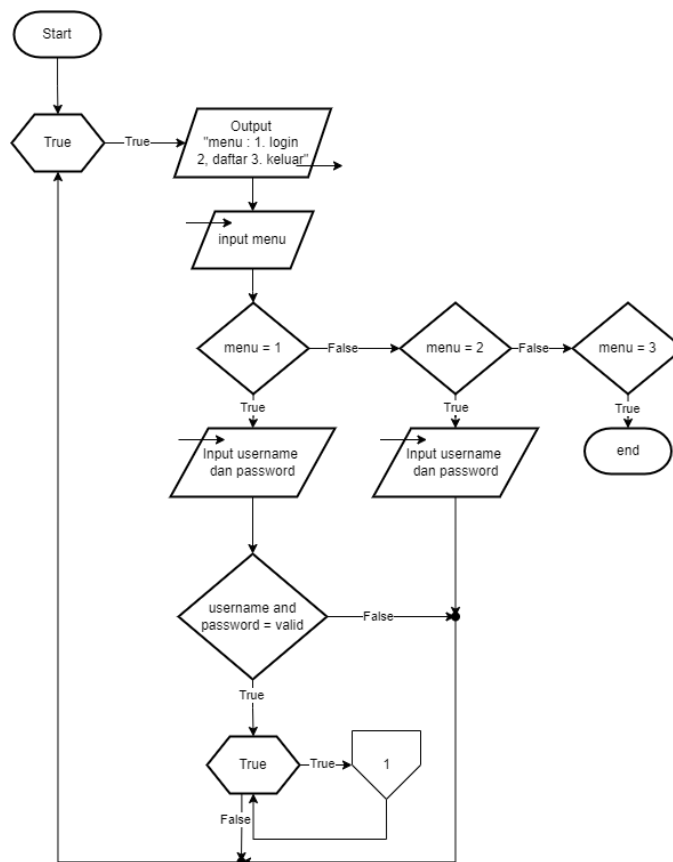 Start
True
True
Output
"menu : 1. login
2, daftar 3. keluar"
input menu
menu = 1
False
menu = 2
False
menu = 3
True
True
True
Input username
dan password
Input username
dan password
end
username and
password = valid
False
True
True
True
1
False